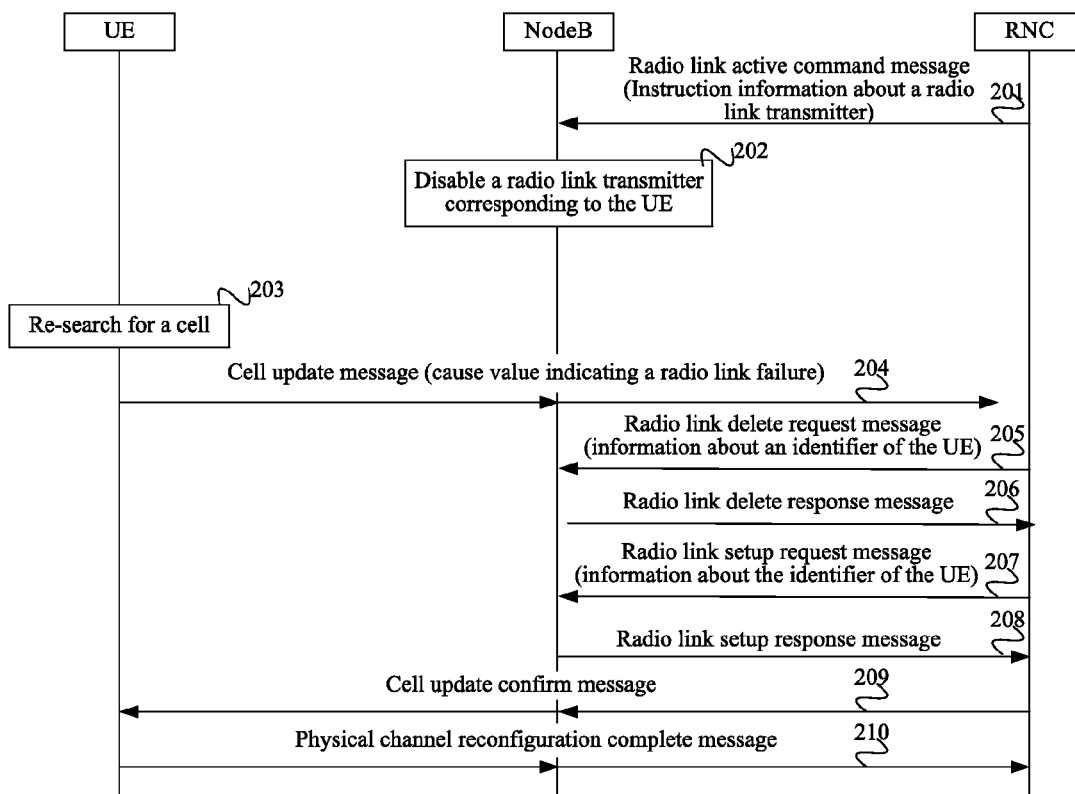 UE
NodeB
RNC
Radio link active command message
(Instruction information about a radio
link transmitter)
201
202
Disable a radio link transmitter
corresponding to the UE
203
Re-search for a cell
Cell update message (cause value indicating a radio link failure)
204
Radio link delete request message
(information about an identifier of the UE)
205
Radio link delete response message
206
Radio link setup request message
(information about the identifier of the UE)
207
Radio link setup response message
208
Cell update confirm message
209
Physical channel reconfiguration complete message
210